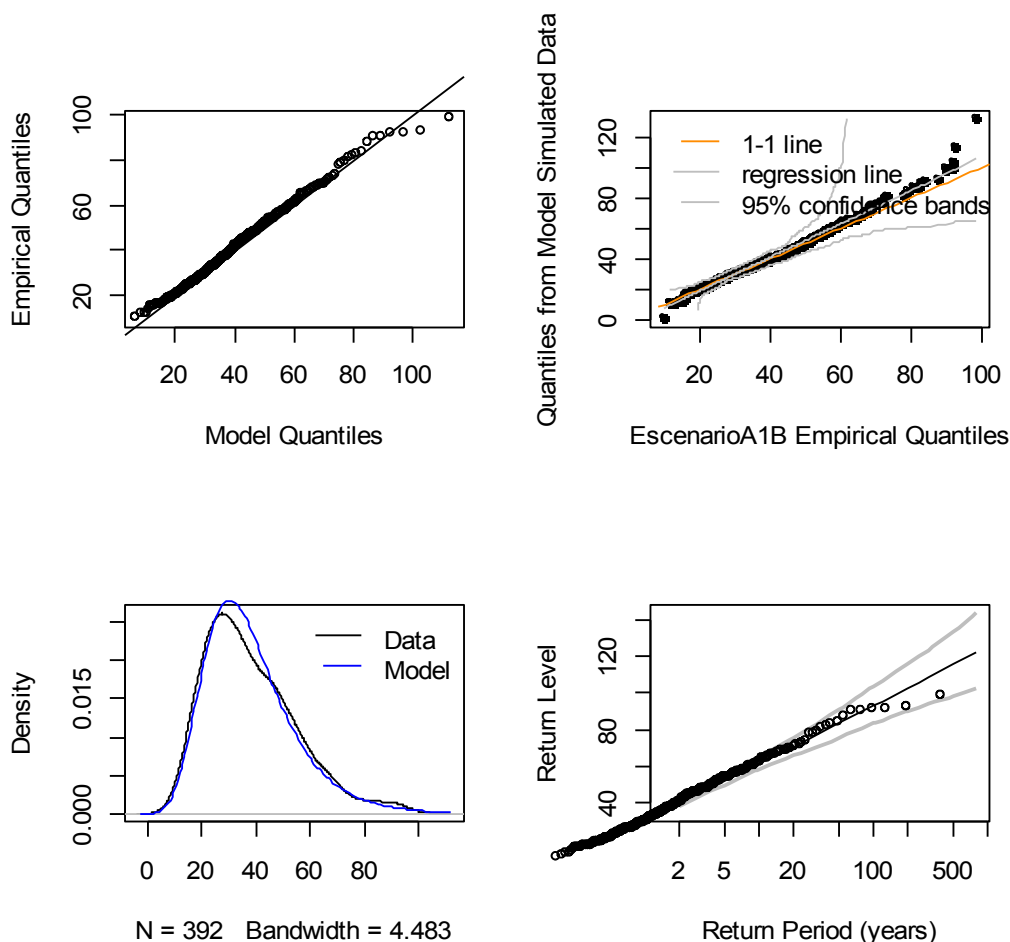 Empirical Quantiles
100
60
20
20 40 60 80 100
Model Quantiles
Quantiles from Model Simulated Data
120
80
40
0
1-1 line
regression line
95% confidence bands
20 40 60 80 100
EscenarioA1B Empirical Quantiles
Density
0.015
0.000
Data
Model
0 20 40 60 80
N = 392 Bandwidth = 4.483
Return Level
120
80
40
2 5 20 100 500
Return Period (years)